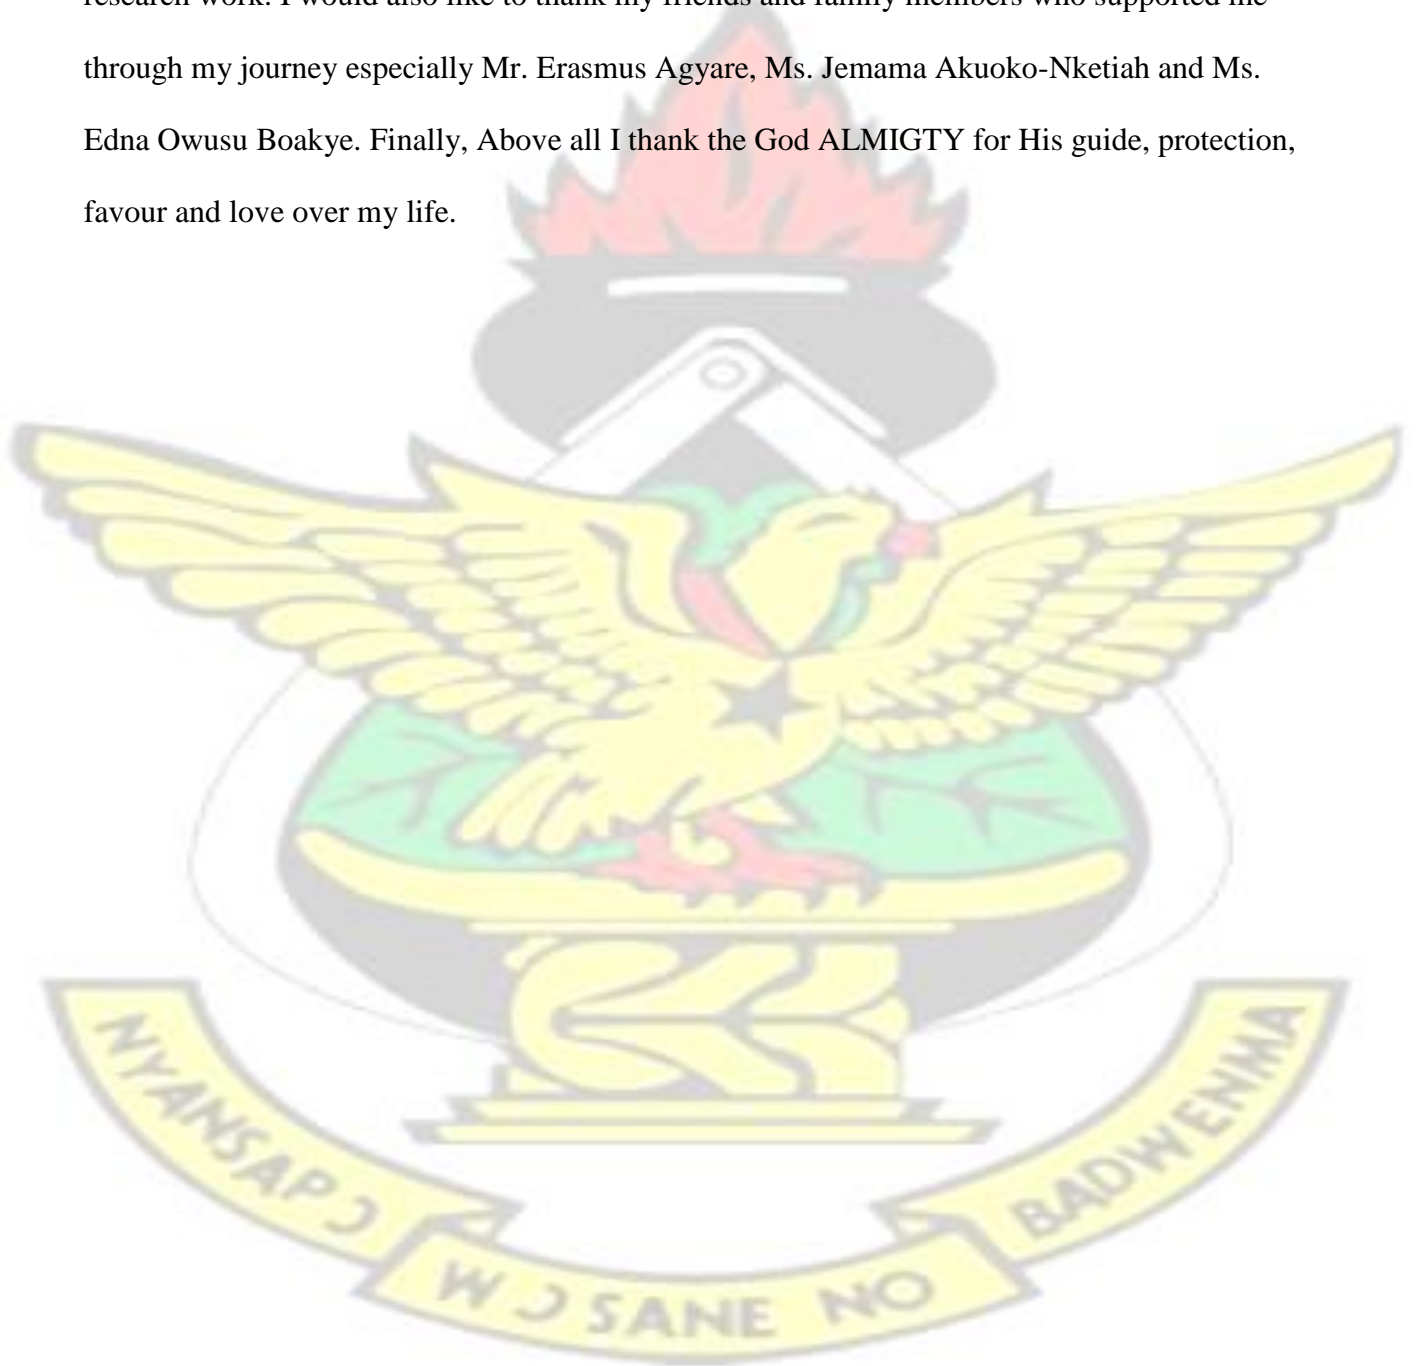 research work. I would also like to thank my friends and family members who supported me
through my journey especially Mr. Erasmus Agyare, Ms. Jemama Akuoko-Nketiah and Ms.
Edna Owusu Boakye. Finally, Above all I thank the God ALMIGTY for His guide, protection,
favour and love over my life.
NYANSAPƆ
WƆSANE NO
BADWENMA